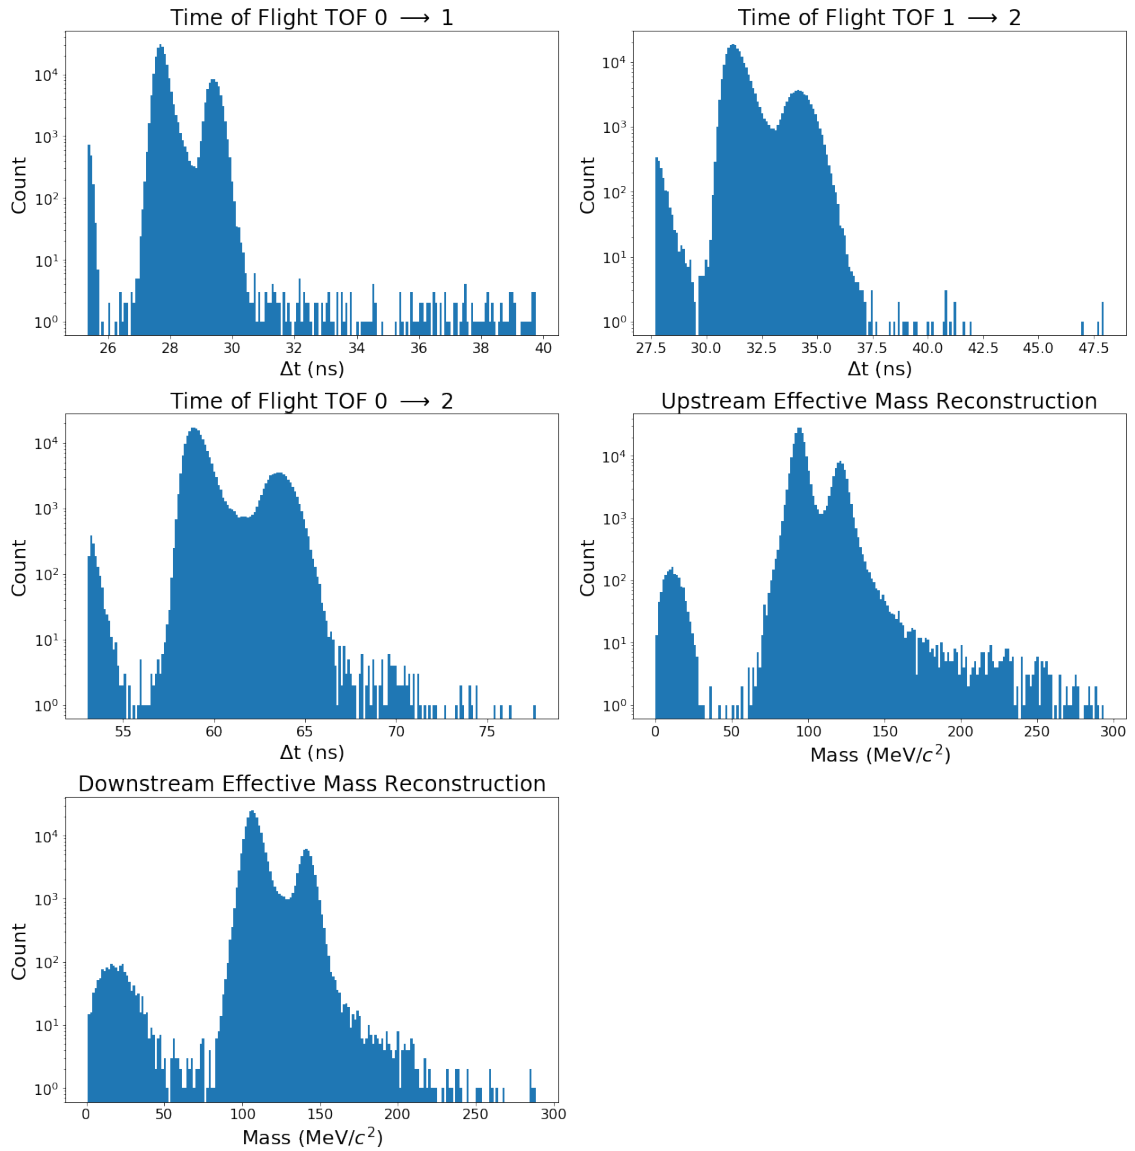 Time of Flight TOF 0 ⟶ 1
Count
10⁴
10³
10²
10¹
10⁰
26 28 30 32 34 36 38 40
Δt (ns)
Time of Flight TOF 1 ⟶ 2
Count
10⁴
10³
10²
10¹
10⁰
27.5 30.0 32.5 35.0 37.5 40.0 42.5 45.0 47.5
Δt (ns)
Time of Flight TOF 0 ⟶ 2
Count
10⁴
10³
10²
10¹
10⁰
55 60 65 70 75
Δt (ns)
Upstream Effective Mass Reconstruction
Count
10⁴
10³
10²
10¹
10⁰
0 50 100 150 200 250 300
Mass (MeV/c²)
Downstream Effective Mass Reconstruction
Count
10⁴
10³
10²
10¹
10⁰
0 50 100 150 200 250 300
Mass (MeV/c²)